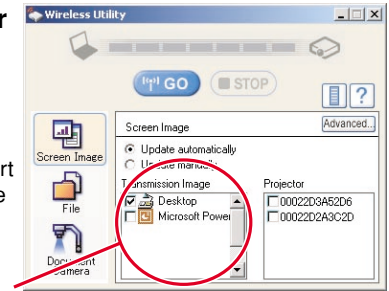 r
Wireless Utility
GO
STOP
?
Screen Image
Advanced...
Update automatically
Update manually
Screen Image
rt
e
Transmission Image
Projector
Desktop
00022D3A52D6
Microsoft Power
00022D2A3C2D
File
Document
Camera